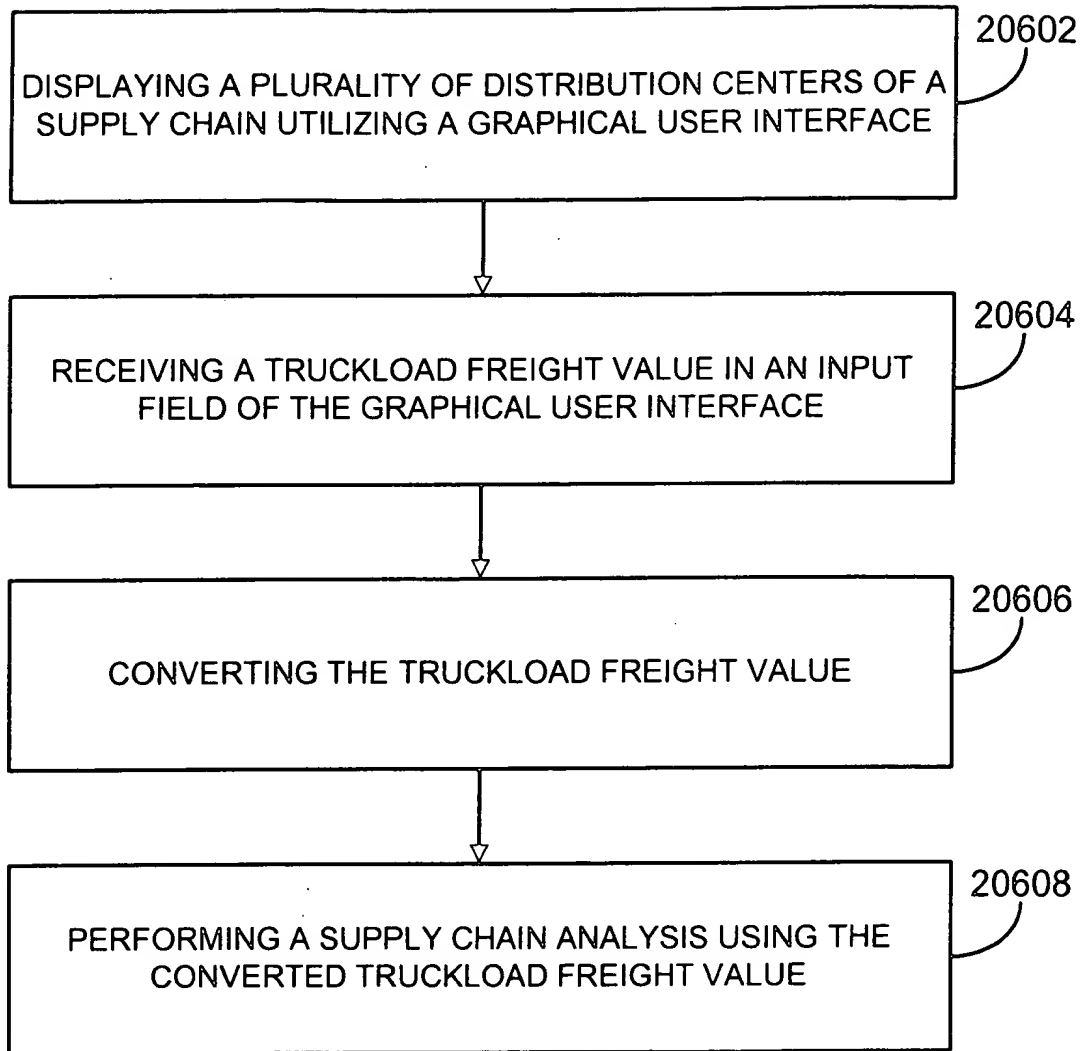 20602
DISPLAYING A PLURALITY OF DISTRIBUTION CENTERS OF A
SUPPLY CHAIN UTILIZING A GRAPHICAL USER INTERFACE
20604
RECEIVING A TRUCKLOAD FREIGHT VALUE IN AN INPUT
FIELD OF THE GRAPHICAL USER INTERFACE
20606
CONVERTING THE TRUCKLOAD FREIGHT VALUE
20608
PERFORMING A SUPPLY CHAIN ANALYSIS USING THE
CONVERTED TRUCKLOAD FREIGHT VALUE